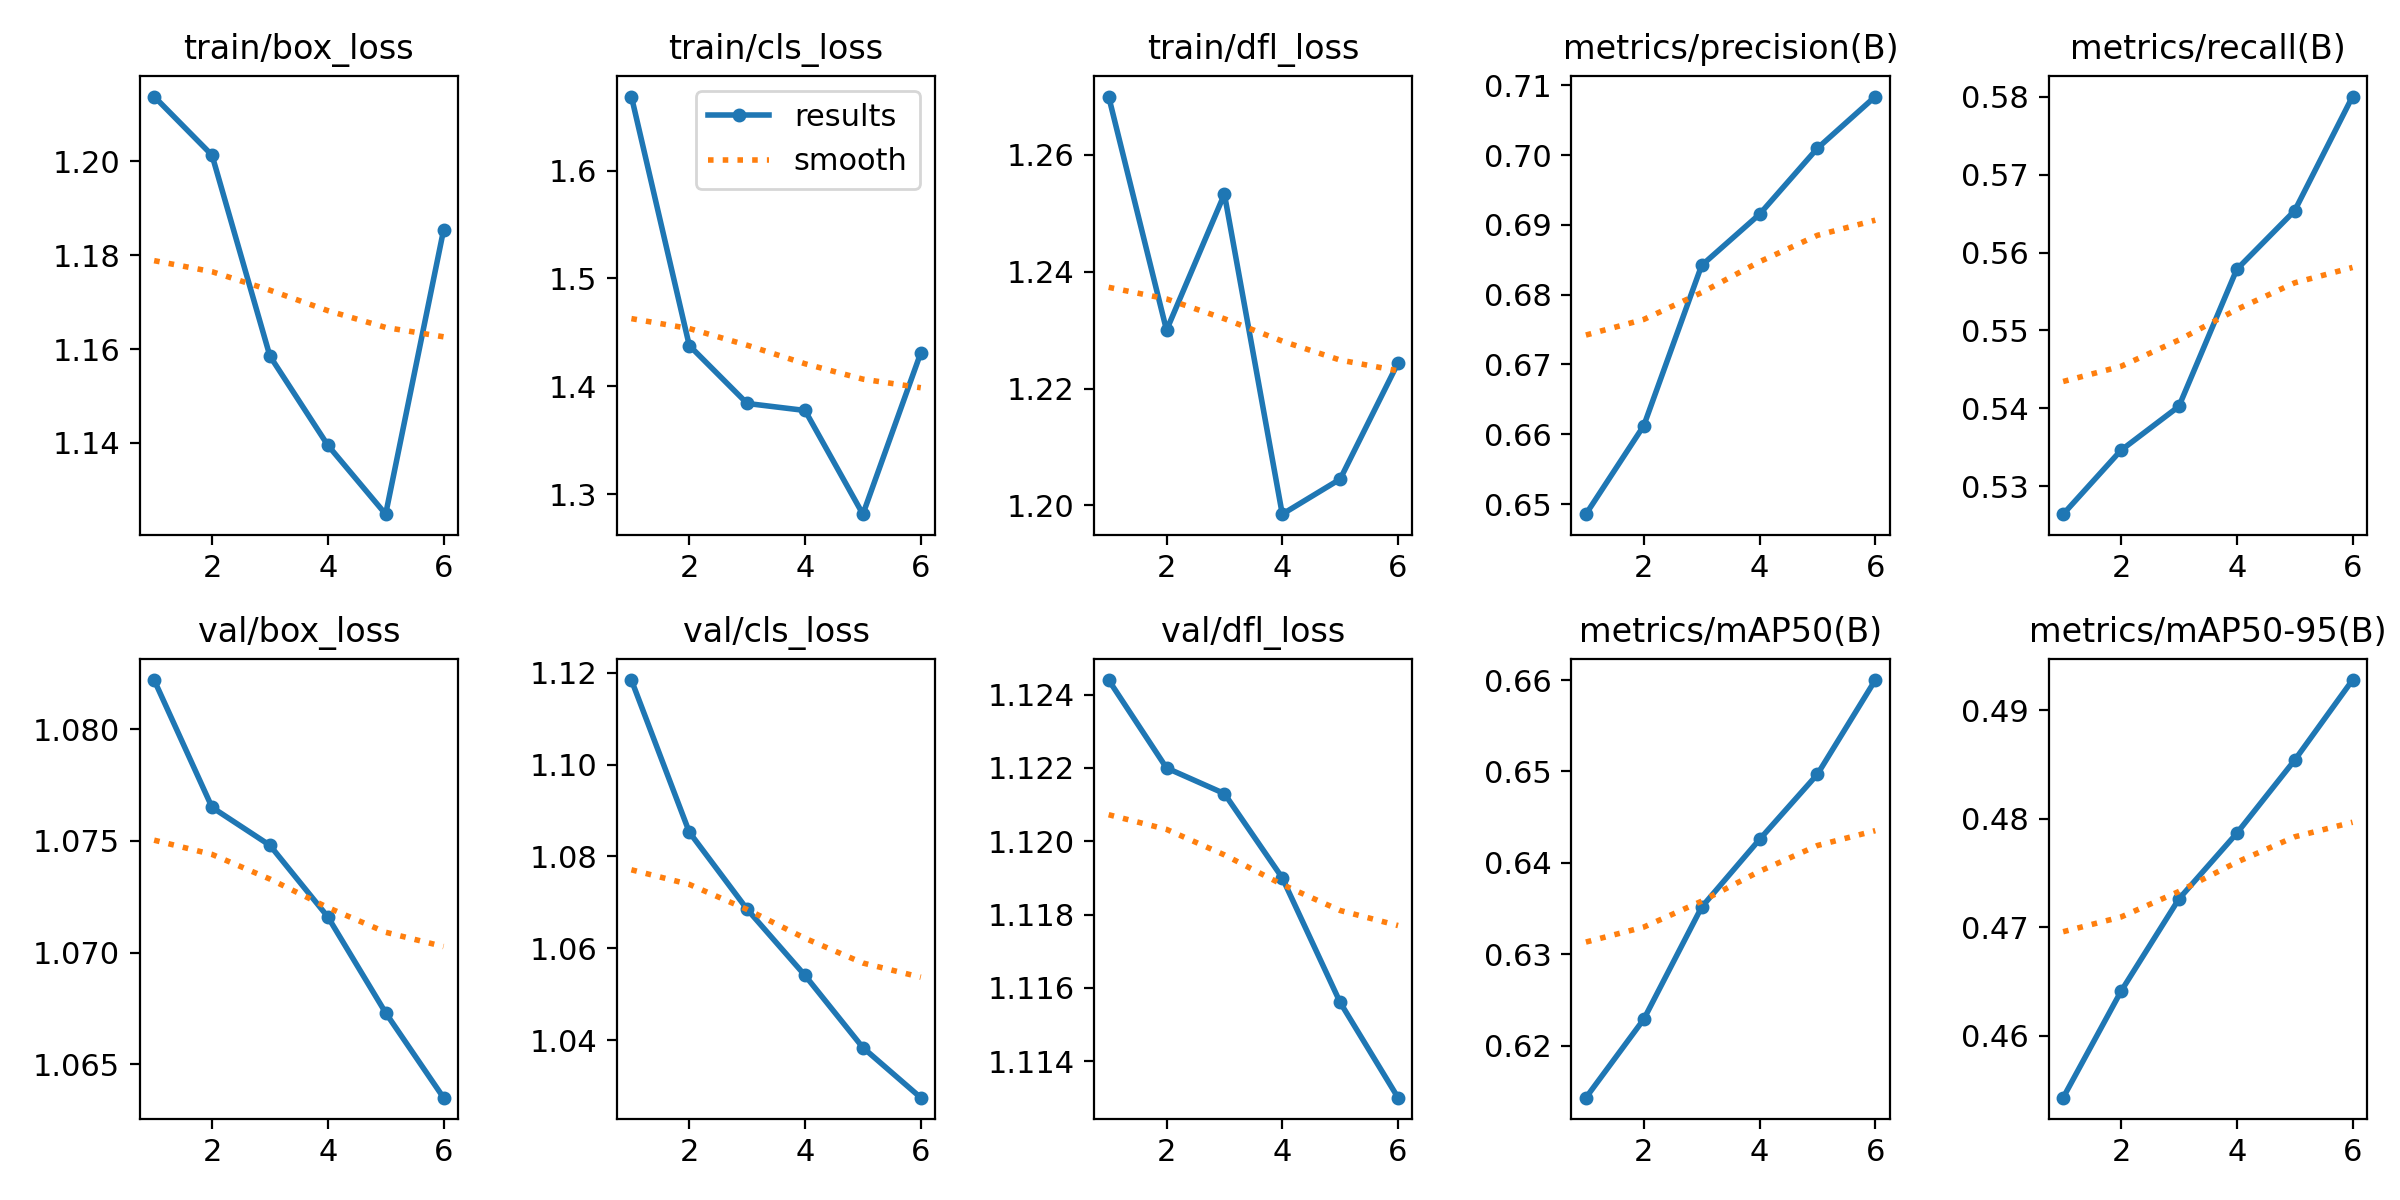 train/box_loss
train/cls_loss
train/dfl_loss
metrics/precision(B)
metrics/recall(B)
1.20
1.18
1.16
1.14
2 4 6
results
smooth
1.6
1.5
1.4
1.3
2 4 6
1.26
1.24
1.22
1.20
2 4 6
0.71
0.70
0.69
0.68
0.67
0.66
0.65
2 4 6
0.58
0.57
0.56
0.55
0.54
0.53
2 4 6
val/box_loss
val/cls_loss
val/dfl_loss
metrics/mAP50(B)
metrics/mAP50-95(B)
1.080
1.075
1.070
1.065
2 4 6
1.12
1.10
1.08
1.06
1.04
2 4 6
1.124
1.122
1.120
1.118
1.116
1.114
2 4 6
0.66
0.65
0.64
0.63
0.62
2 4 6
0.49
0.48
0.47
0.46
2 4 6